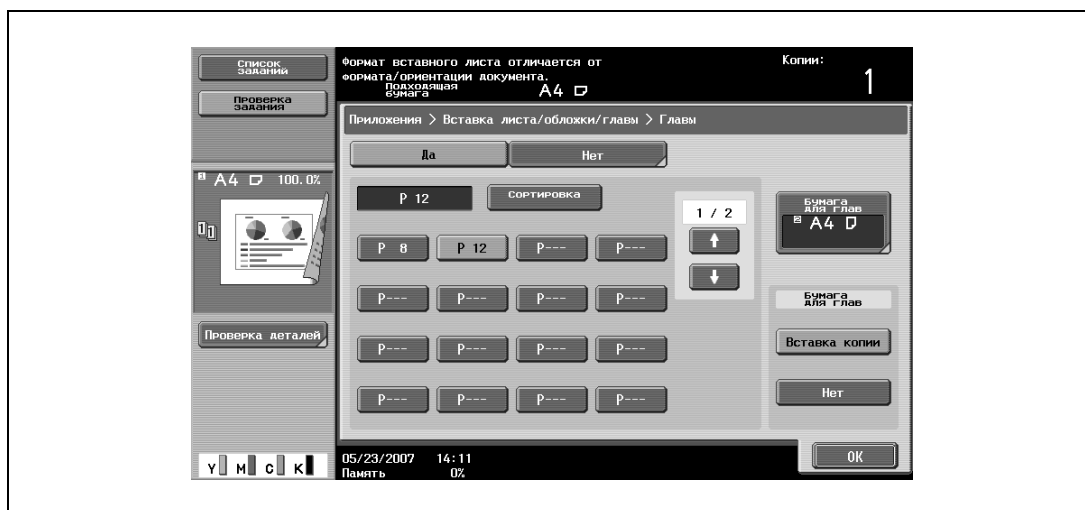 Список
заданий
Проверка
задания
A4 100.0%
Проверка деталей
Y M C K
Формат вставного листа отличается от
формата/ориентации документа.
Подходящая
бумага A4
Копии:
1
Приложения > Вставка листа/обложки/главы > Главы
Да Нет
P 12 Сортировка
1 / 2
P 8 P 12 P--- P---
P--- P--- P--- P---
P--- P--- P--- P---
P--- P--- P--- P---
Бумага
для глав
A4
Бумага
для глав
Вставка копии
Нет
05/23/2007 14:11
Память 0%
OK